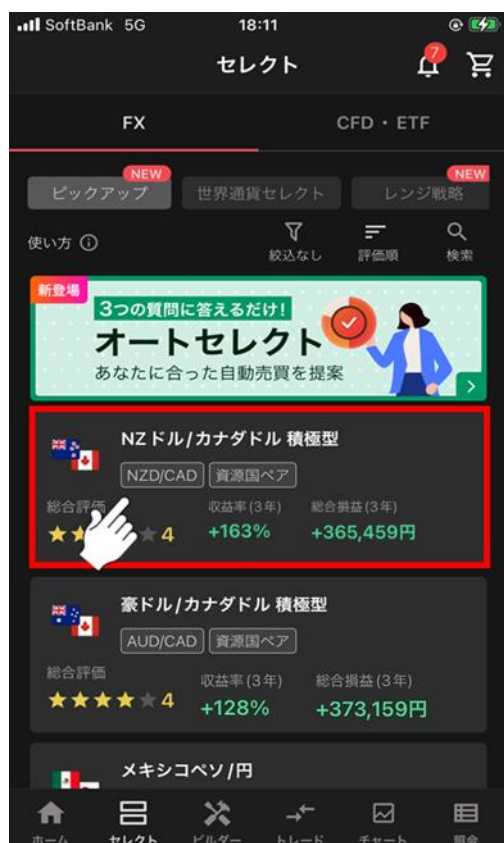 SoftBank 5G 18:11
セレクト 7
FX CFD・ETF
NEW NEW
ピックアップ 世界通貨セレクト レンジ戦略
使い方 絞込なし 評価順 検索
新登場
3つの質問に答えるだけ!
オートセレクト
あなたに合った自動売買を提案
NZドル/カナダドル 積極型
NZD/CAD 資源国ペア
総合評価 収益率(3年) 総合損益(3年)
4 +163% +365,459円
豪ドル/カナダドル 積極型
AUD/CAD 資源国ペア
総合評価 収益率(3年) 総合損益(3年)
4 +128% +373,159円
メキシコペソ/円
ホーム セレクト ビルダー トレード チャート 照会